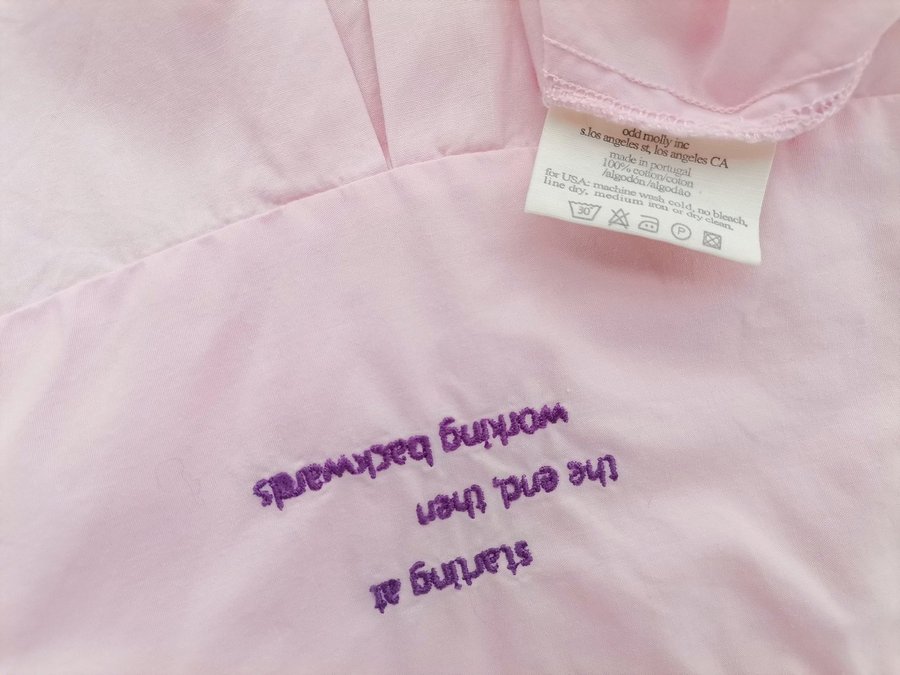 odd molly inc
s.los angeles st, los angeles CA
made in portugal
100% cotton/coton
/algodón/algodão
for USA: machine wash cold, no bleach,
line dry, medium iron or dry clean.
30°
P
starting at
the end, then
working backwards